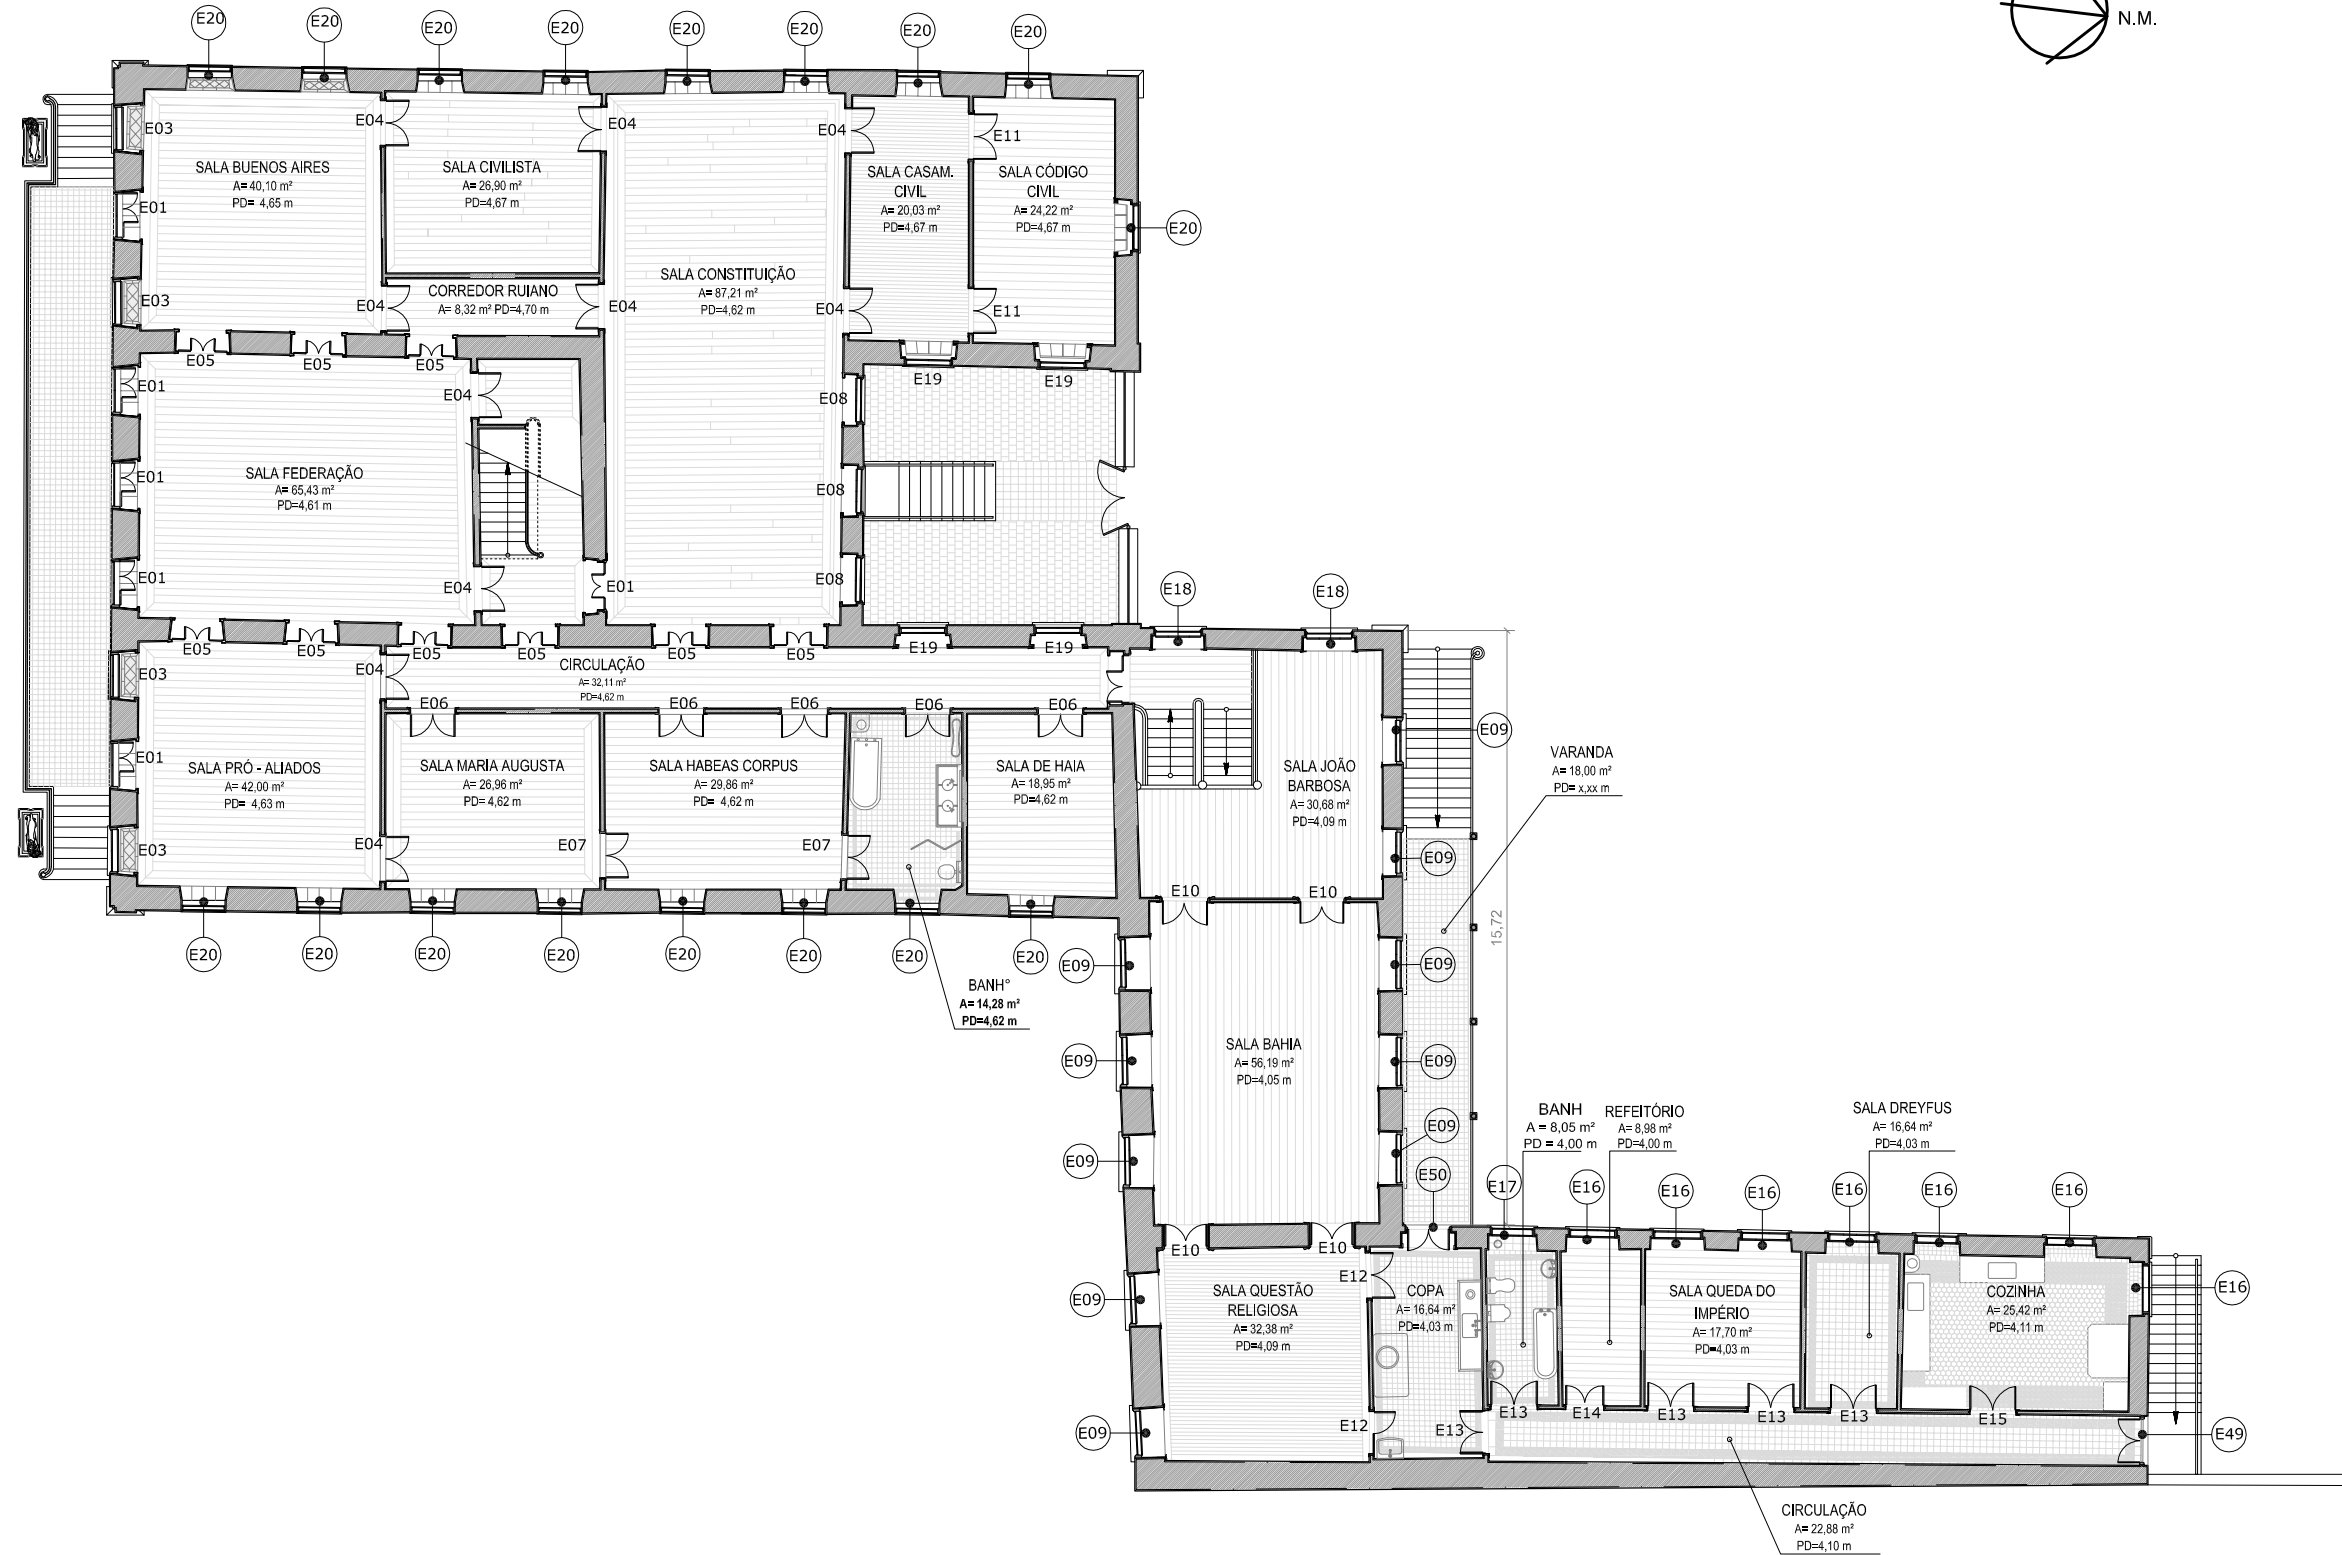 N.M.
E20
E20
E20
E20
E20
E20
E20
E20
E03
E04
E04
E04
E11
SALA BUENOS AIRES
A= 40,10 m²
PD= 4,65 m
SALA CIVILISTA
A= 26,90 m²
PD=4,67 m
SALA CASAM.
CIVIL
A= 20,03 m²
PD=4,67 m
SALA CÓDIGO
CIVIL
A= 24,22 m²
PD=4,67 m
E01
E20
SALA CONSTITUIÇÃO
A= 87,21 m²
PD=4,62 m
CORREDOR RUIANO
A= 8,32 m² PD=4,70 m
E03
E04
E04
E04
E11
E05
E05
E05
E19
E19
E01
E04
E08
SALA FEDERAÇÃO
A= 65,43 m²
PD=4,61 m
E01
E08
E01
E04
E01
E08
E18
E18
E05
E05
E05
E05
E05
E05
E19
E19
CIRCULAÇÃO
A= 32,11 m²
PD=4,62 m
E03
E04
E06
E06
E06
E06
E06
E09
E01
SALA PRÓ - ALIADOS
A= 42,00 m²
PD= 4,63 m
SALA MARIA AUGUSTA
A= 26,96 m²
PD= 4,62 m
SALA HABEAS CORPUS
A= 29,86 m²
PD= 4,62 m
SALA DE HAIA
A= 18,95 m²
PD=4,62 m
SALA JOÃO
BARBOSA
A= 30,68 m²
PD=4,09 m
VARANDA
A= 18,00 m²
PD= x,xx m
E03
E04
E07
E07
E09
E10
E10
15,72
E20
E20
E20
E20
E20
E20
E20
E20
E09
E09
BANH°
A= 14,28 m²
PD=4,62 m
SALA BAHIA
A= 56,19 m²
PD=4,05 m
E09
E09
E09
E09
BANH
A = 8,05 m²
PD = 4,00 m
REFEITÓRIO
A= 8,98 m²
PD=4,00 m
SALA DREYFUS
A= 16,64 m²
PD=4,03 m
E50
E17
E16
E16
E16
E16
E16
E16
E10
E10
E12
E09
SALA QUESTÃO
RELIGIOSA
A= 32,38 m²
PD=4,09 m
COPA
A= 16,64 m²
PD=4,03 m
SALA QUEDA DO
IMPÉRIO
A= 17,70 m²
PD=4,03 m
COZINHA
A= 25,42 m²
PD=4,11 m
E16
E09
E12
E13
E13
E14
E13
E13
E13
E15
E49
CIRCULAÇÃO
A= 22,88 m²
PD=4,10 m